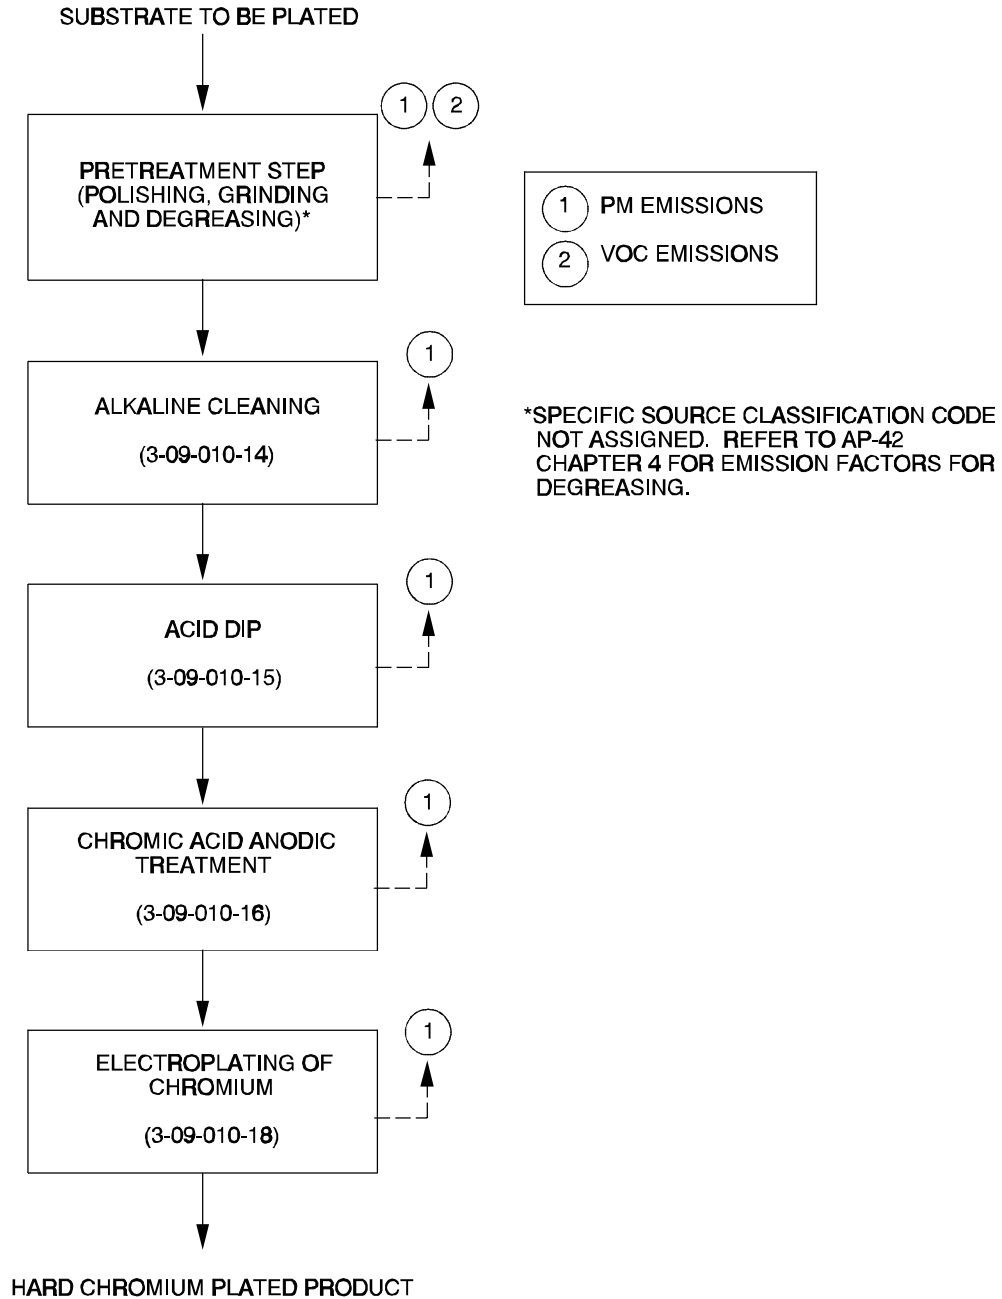 SUBSTRATE TO BE PLATED
1 2
PRETREATMENT STEP
(POLISHING, GRINDING
AND DEGREASING)*
1 PM EMISSIONS
2 VOC EMISSIONS
1
ALKALINE CLEANING
(3-09-010-14)
*SPECIFIC SOURCE CLASSIFICATION CODE
NOT ASSIGNED. REFER TO AP-42
CHAPTER 4 FOR EMISSION FACTORS FOR
DEGREASING.
1
ACID DIP
(3-09-010-15)
1
CHROMIC ACID ANODIC
TREATMENT
(3-09-010-16)
1
ELECTROPLATING OF
CHROMIUM
(3-09-010-18)
HARD CHROMIUM PLATED PRODUCT